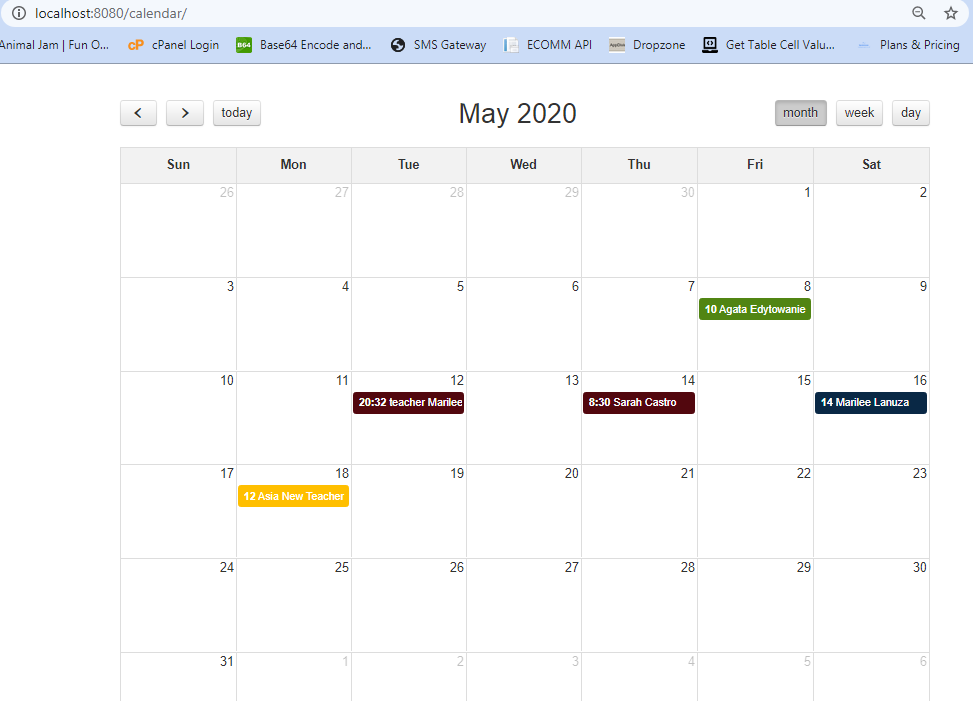 localhost:8080/calendar/
Animal Jam | Fun O... cP cPanel Login B64 Base64 Encode and... SMS Gateway ECOMM API Dropzone Get Table Cell Valu... Plans & Pricing
today May 2020 month week day
Sun Mon Tue Wed Thu Fri Sat
26 27 28 29 30 1 2
3 4 5 6 7 8 9
10 Agata Edytowanie
10 11 12 13 14 15 16
20:32 teacher Marilee 8:30 Sarah Castro 14 Marilee Lanuza
17 18 19 20 21 22 23
12 Asia New Teacher
24 25 26 27 28 29 30
31 1 2 3 4 5 6